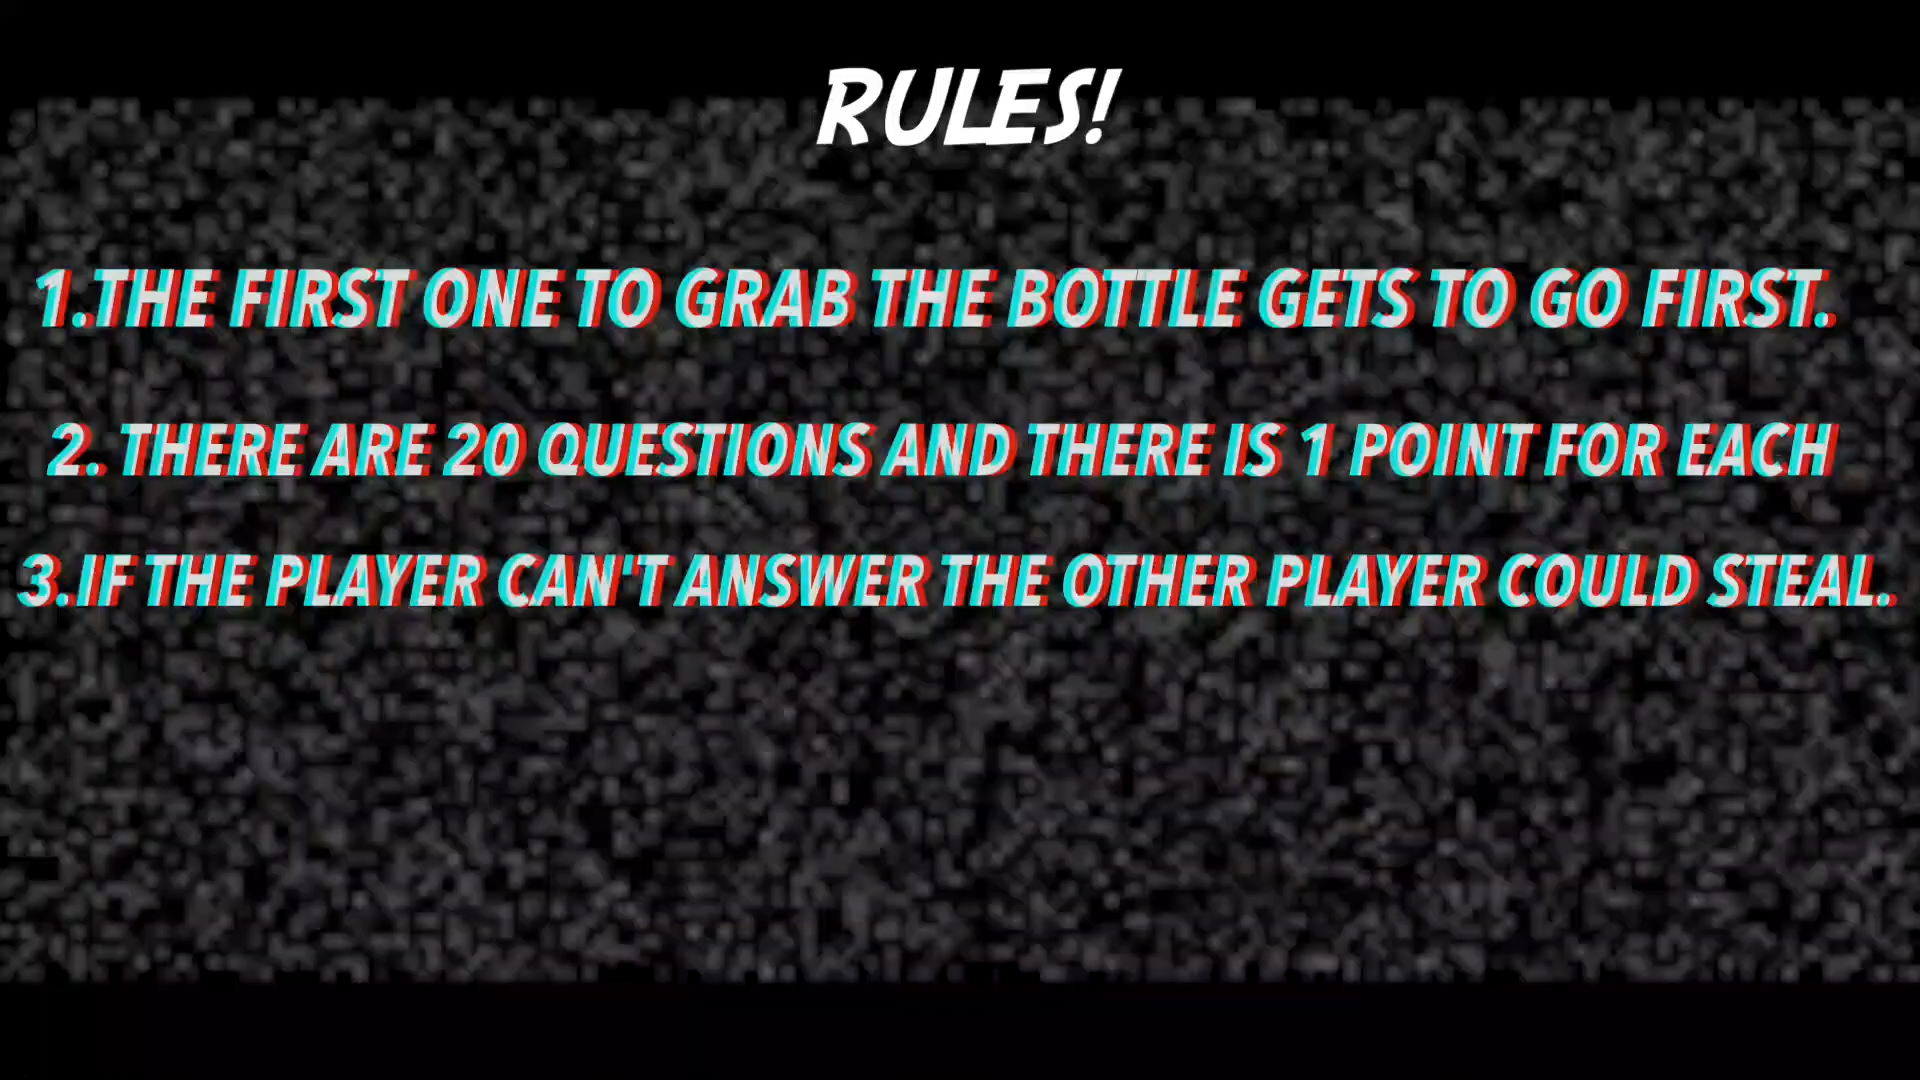 RULES!
1.THE FIRST ONE TO GRAB THE BOTTLE GETS TO GO FIRST.
2. THERE ARE 20 QUESTIONS AND THERE IS 1 POINT FOR EACH
3.IF THE PLAYER CAN'T ANSWER THE OTHER PLAYER COULD STEAL.